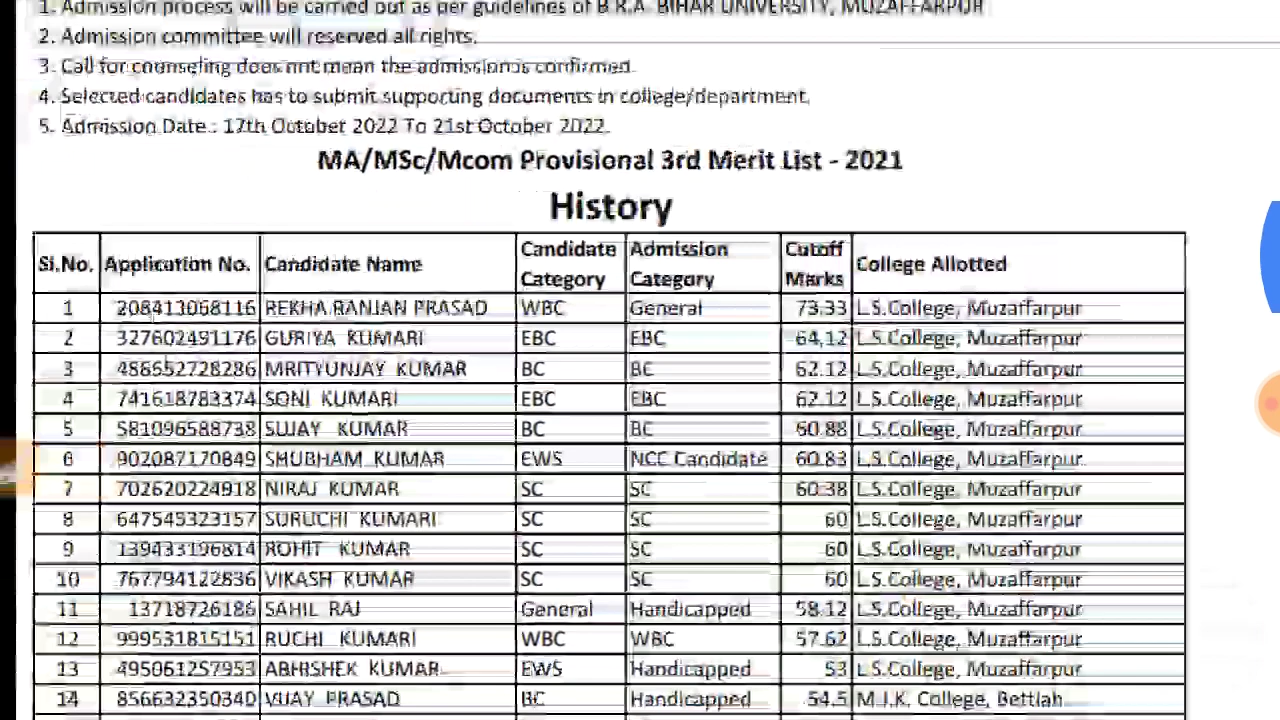 1. Admission process will be carried out as per guidelines of B.R.A. BIHAR UNIVERSITY, MUZAFFARPUR
2. Admission committee will reserved all rights.
3. Call for counseling does not mean the admission is confirmed.
4. Selected candidates has to submit supporting documents in college/department.
5. Admission Date.: 17th October 2022 To 21st October 2022.
MA/MSc/Mcom Provisional 3rd Merit List - 2021
History
Sl.No. Application No. Candidate Name Candidate Category Admission Category Cutoff Marks College Allotted
1 208413068116 REKHA RANJAN PRASAD WBC General 73.33 L.S.College, Muzaffarpur
2 327602491176 GURIYA KUMARI EBC EBC 64.12 L.S.College, Muzaffarpur
3 488652728286 MRITYUNJAY KUMAR BC BC 62.12 L.S.College, Muzaffarpur
4 741618783374 SONI KUMARI EBC EBC 62.12 L.S.College, Muzaffarpur
5 581096588738 SUJAY KUMAR BC BC 60.88 L.S.College, Muzaffarpur
6 902087170849 SHUBHAM KUMAR EWS NCC Candidate 60.83 L.S.College, Muzaffarpur
7 702620224918 NIRAJ KUMAR SC SC 60.38 L.S.College, Muzaffarpur
8 647545323157 SURUCHI KUMARI SC SC 60 L.S.College, Muzaffarpur
9 139433196814 ROHIT KUMAR SC SC 60 L.S.College, Muzaffarpur
10 767794122836 VIKASH KUMAR SC SC 60 L.S.College, Muzaffarpur
11 13718726186 SAHIL RAJ General Handicapped 58.12 L.S.College, Muzaffarpur
12 999531815151 RUCHI KUMARI WBC WBC 57.62 L.S.College, Muzaffarpur
13 495061257953 ABHISHEK KUMAR EWS Handicapped 53 L.S.College, Muzaffarpur
14 856632350340 VIJAY PRASAD BC Handicapped 54.5 M.J.K. College, Bettiah